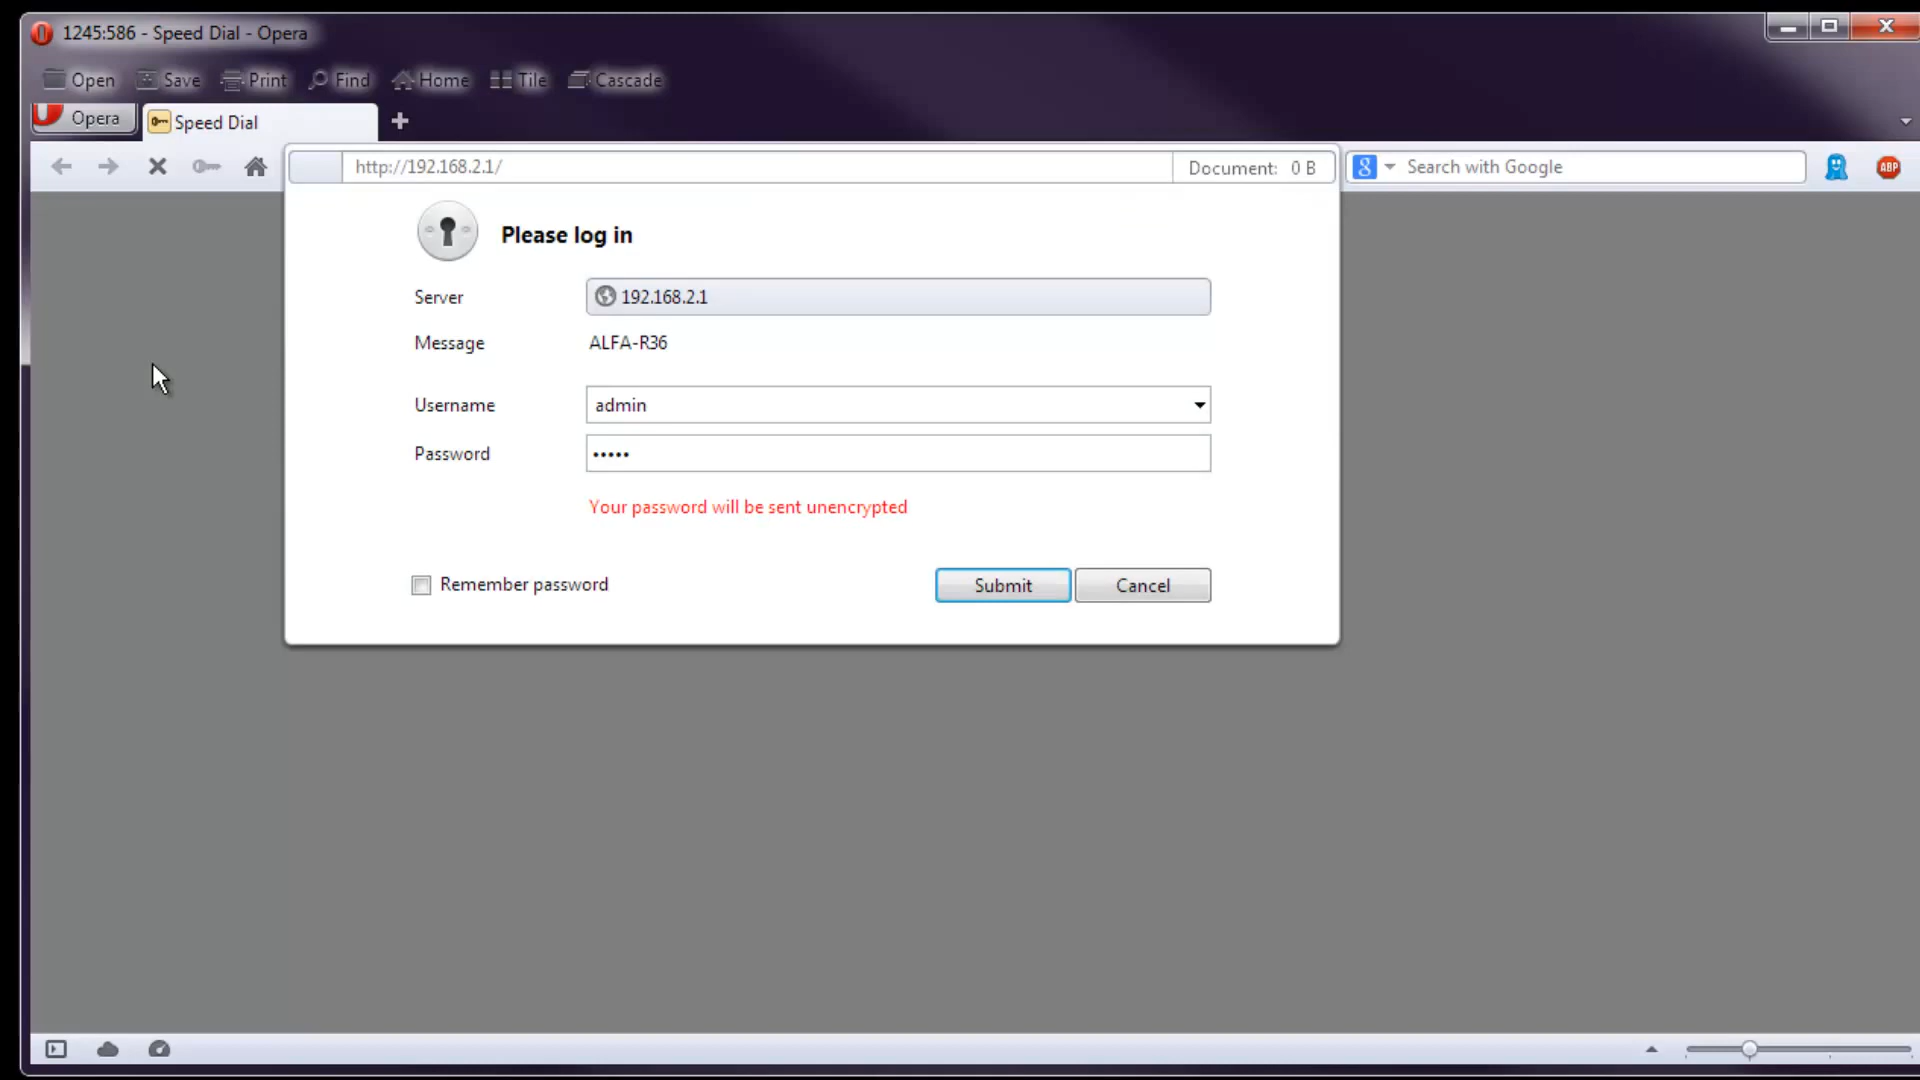 1245:586 - Speed Dial - Opera
Open Save Print Find Home Tile Cascade
Opera Speed Dial
http://192.168.2.1/ Document: 0 B Search with Google ABP
Please log in
Server 192.168.2.1
Message ALFA-R36
Username admin
Password •••••
Your password will be sent unencrypted
Remember password Submit Cancel